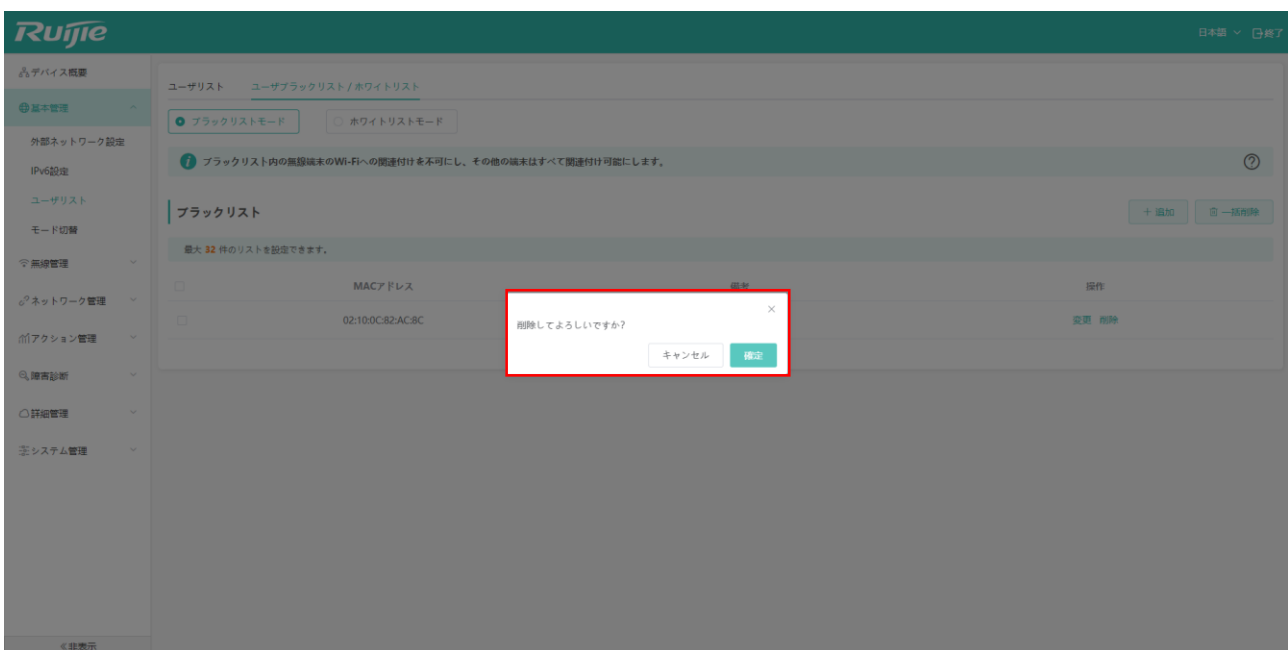 Ruijie
日本語 終了
デバイス概要
基本管理
外部ネットワーク設定
IPv6設定
ユーザリスト
モード切替
無線管理
ネットワーク管理
アクション管理
障害診断
詳細管理
システム管理
≪非表示
ユーザリスト ユーザブラックリスト / ホワイトリスト
ブラックリストモード ホワイトリストモード
ブラックリスト内の無線端末のWi-Fiへの関連付けを不可にし、その他の端末はすべて関連付け可能にします。
ブラックリスト
+ 追加 一括削除
最大 32 件のリストを設定できます。
MACアドレス 備考 操作
02:10:0C:82:AC:8C 変更 削除
削除してよろしいですか?
キャンセル 確定